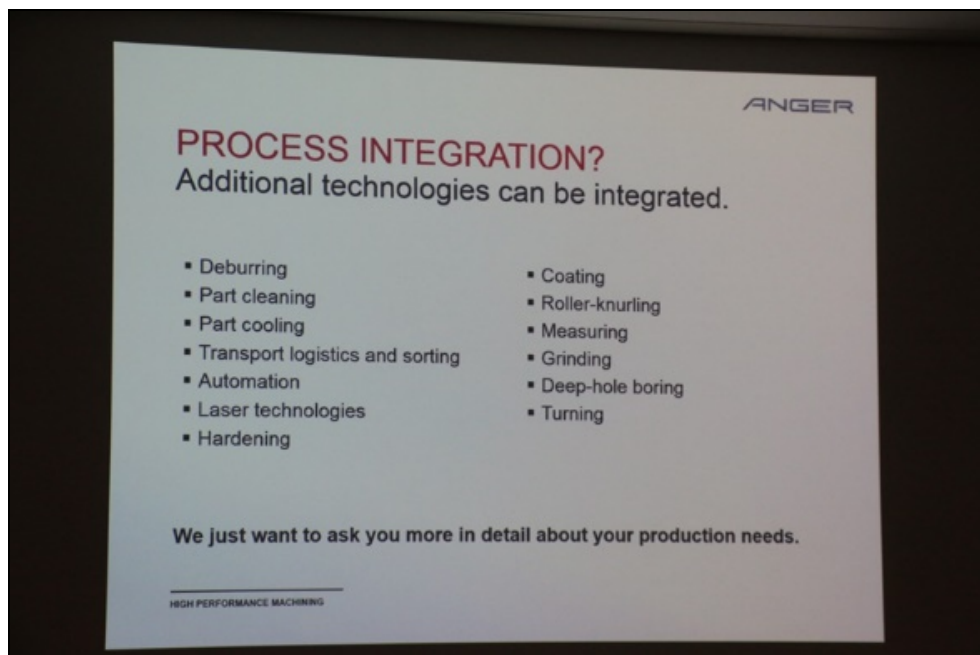 ANGER
PROCESS INTEGRATION?
Additional technologies can be integrated.
▪ Deburring
▪ Part cleaning
▪ Part cooling
▪ Transport logistics and sorting
▪ Automation
▪ Laser technologies
▪ Hardening
▪ Coating
▪ Roller-knurling
▪ Measuring
▪ Grinding
▪ Deep-hole boring
▪ Turning
We just want to ask you more in detail about your production needs.
HIGH PERFORMANCE MACHINING